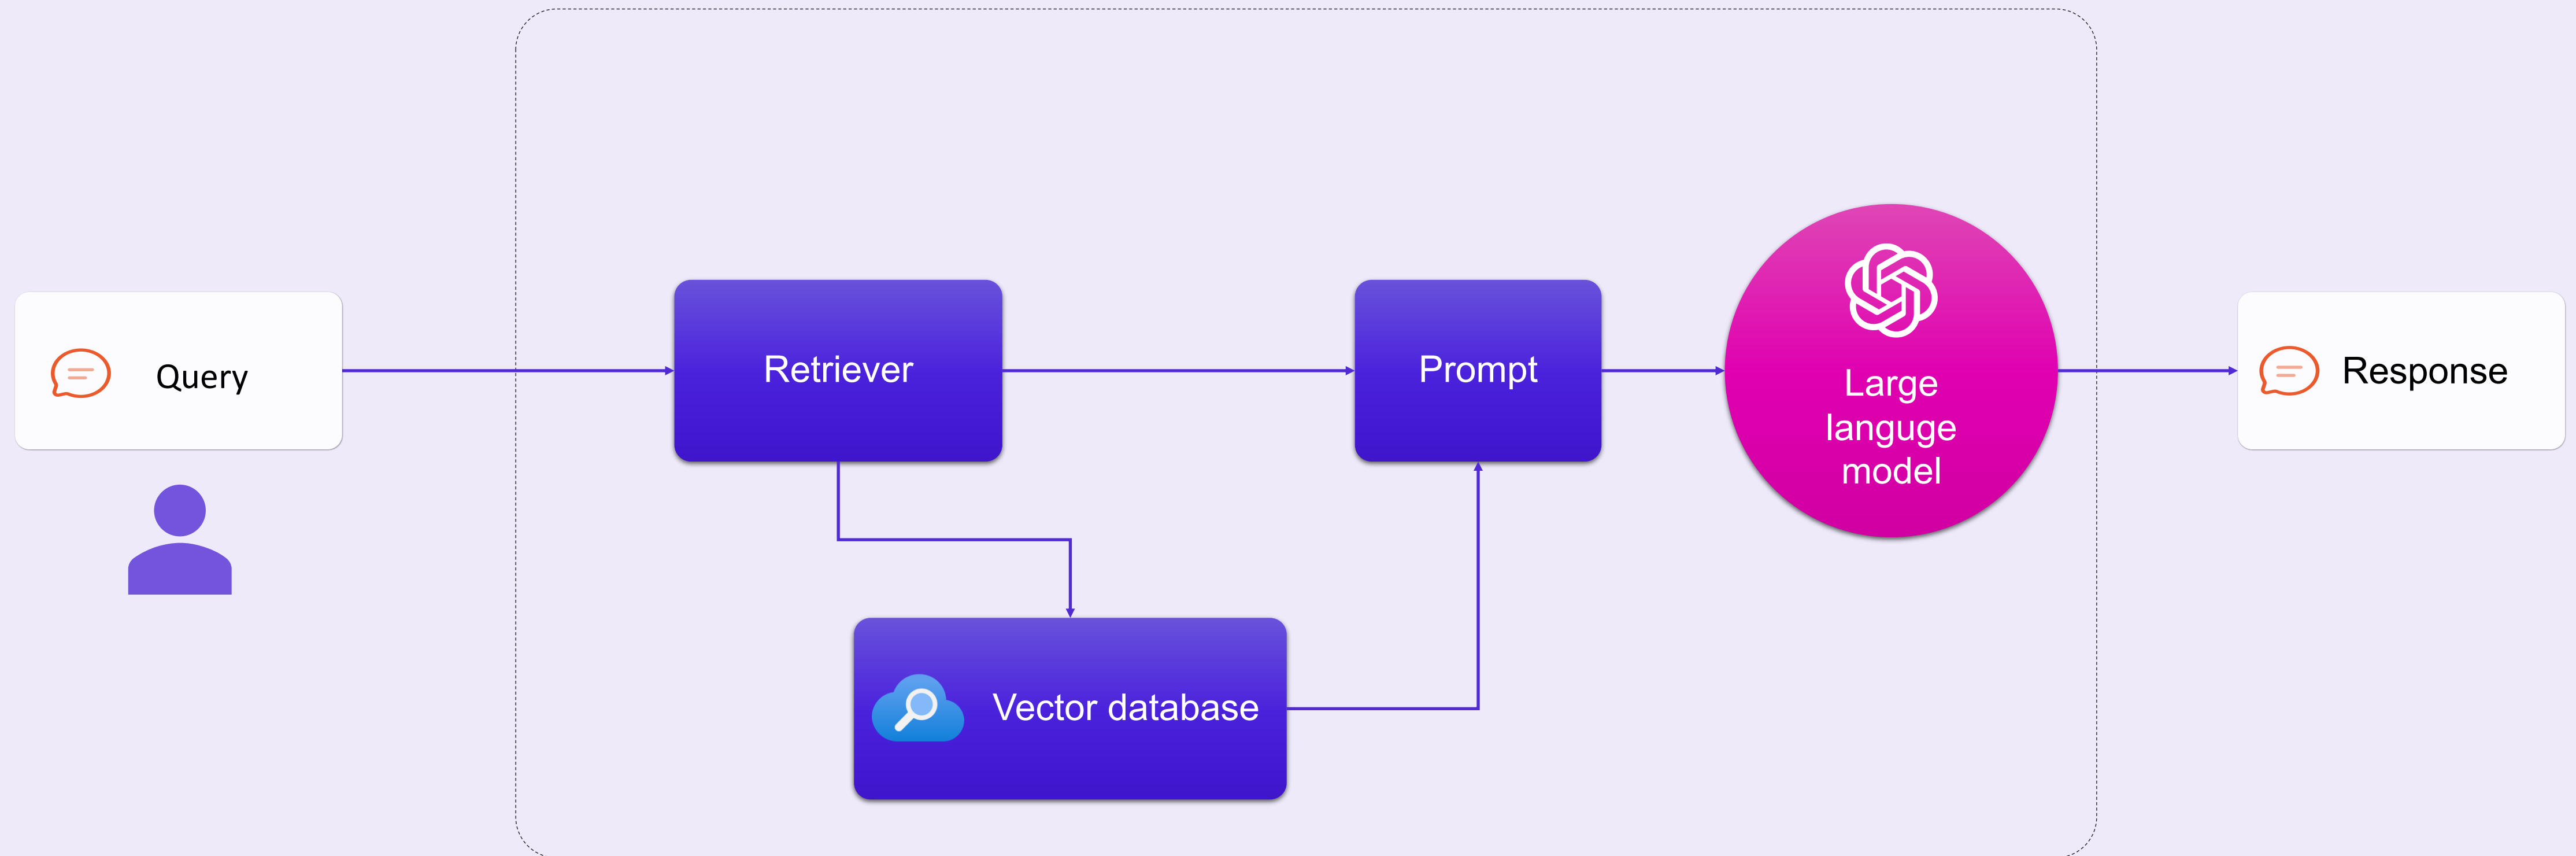 Query
Retriever
Prompt
Large
languge
model
Response
Vector database